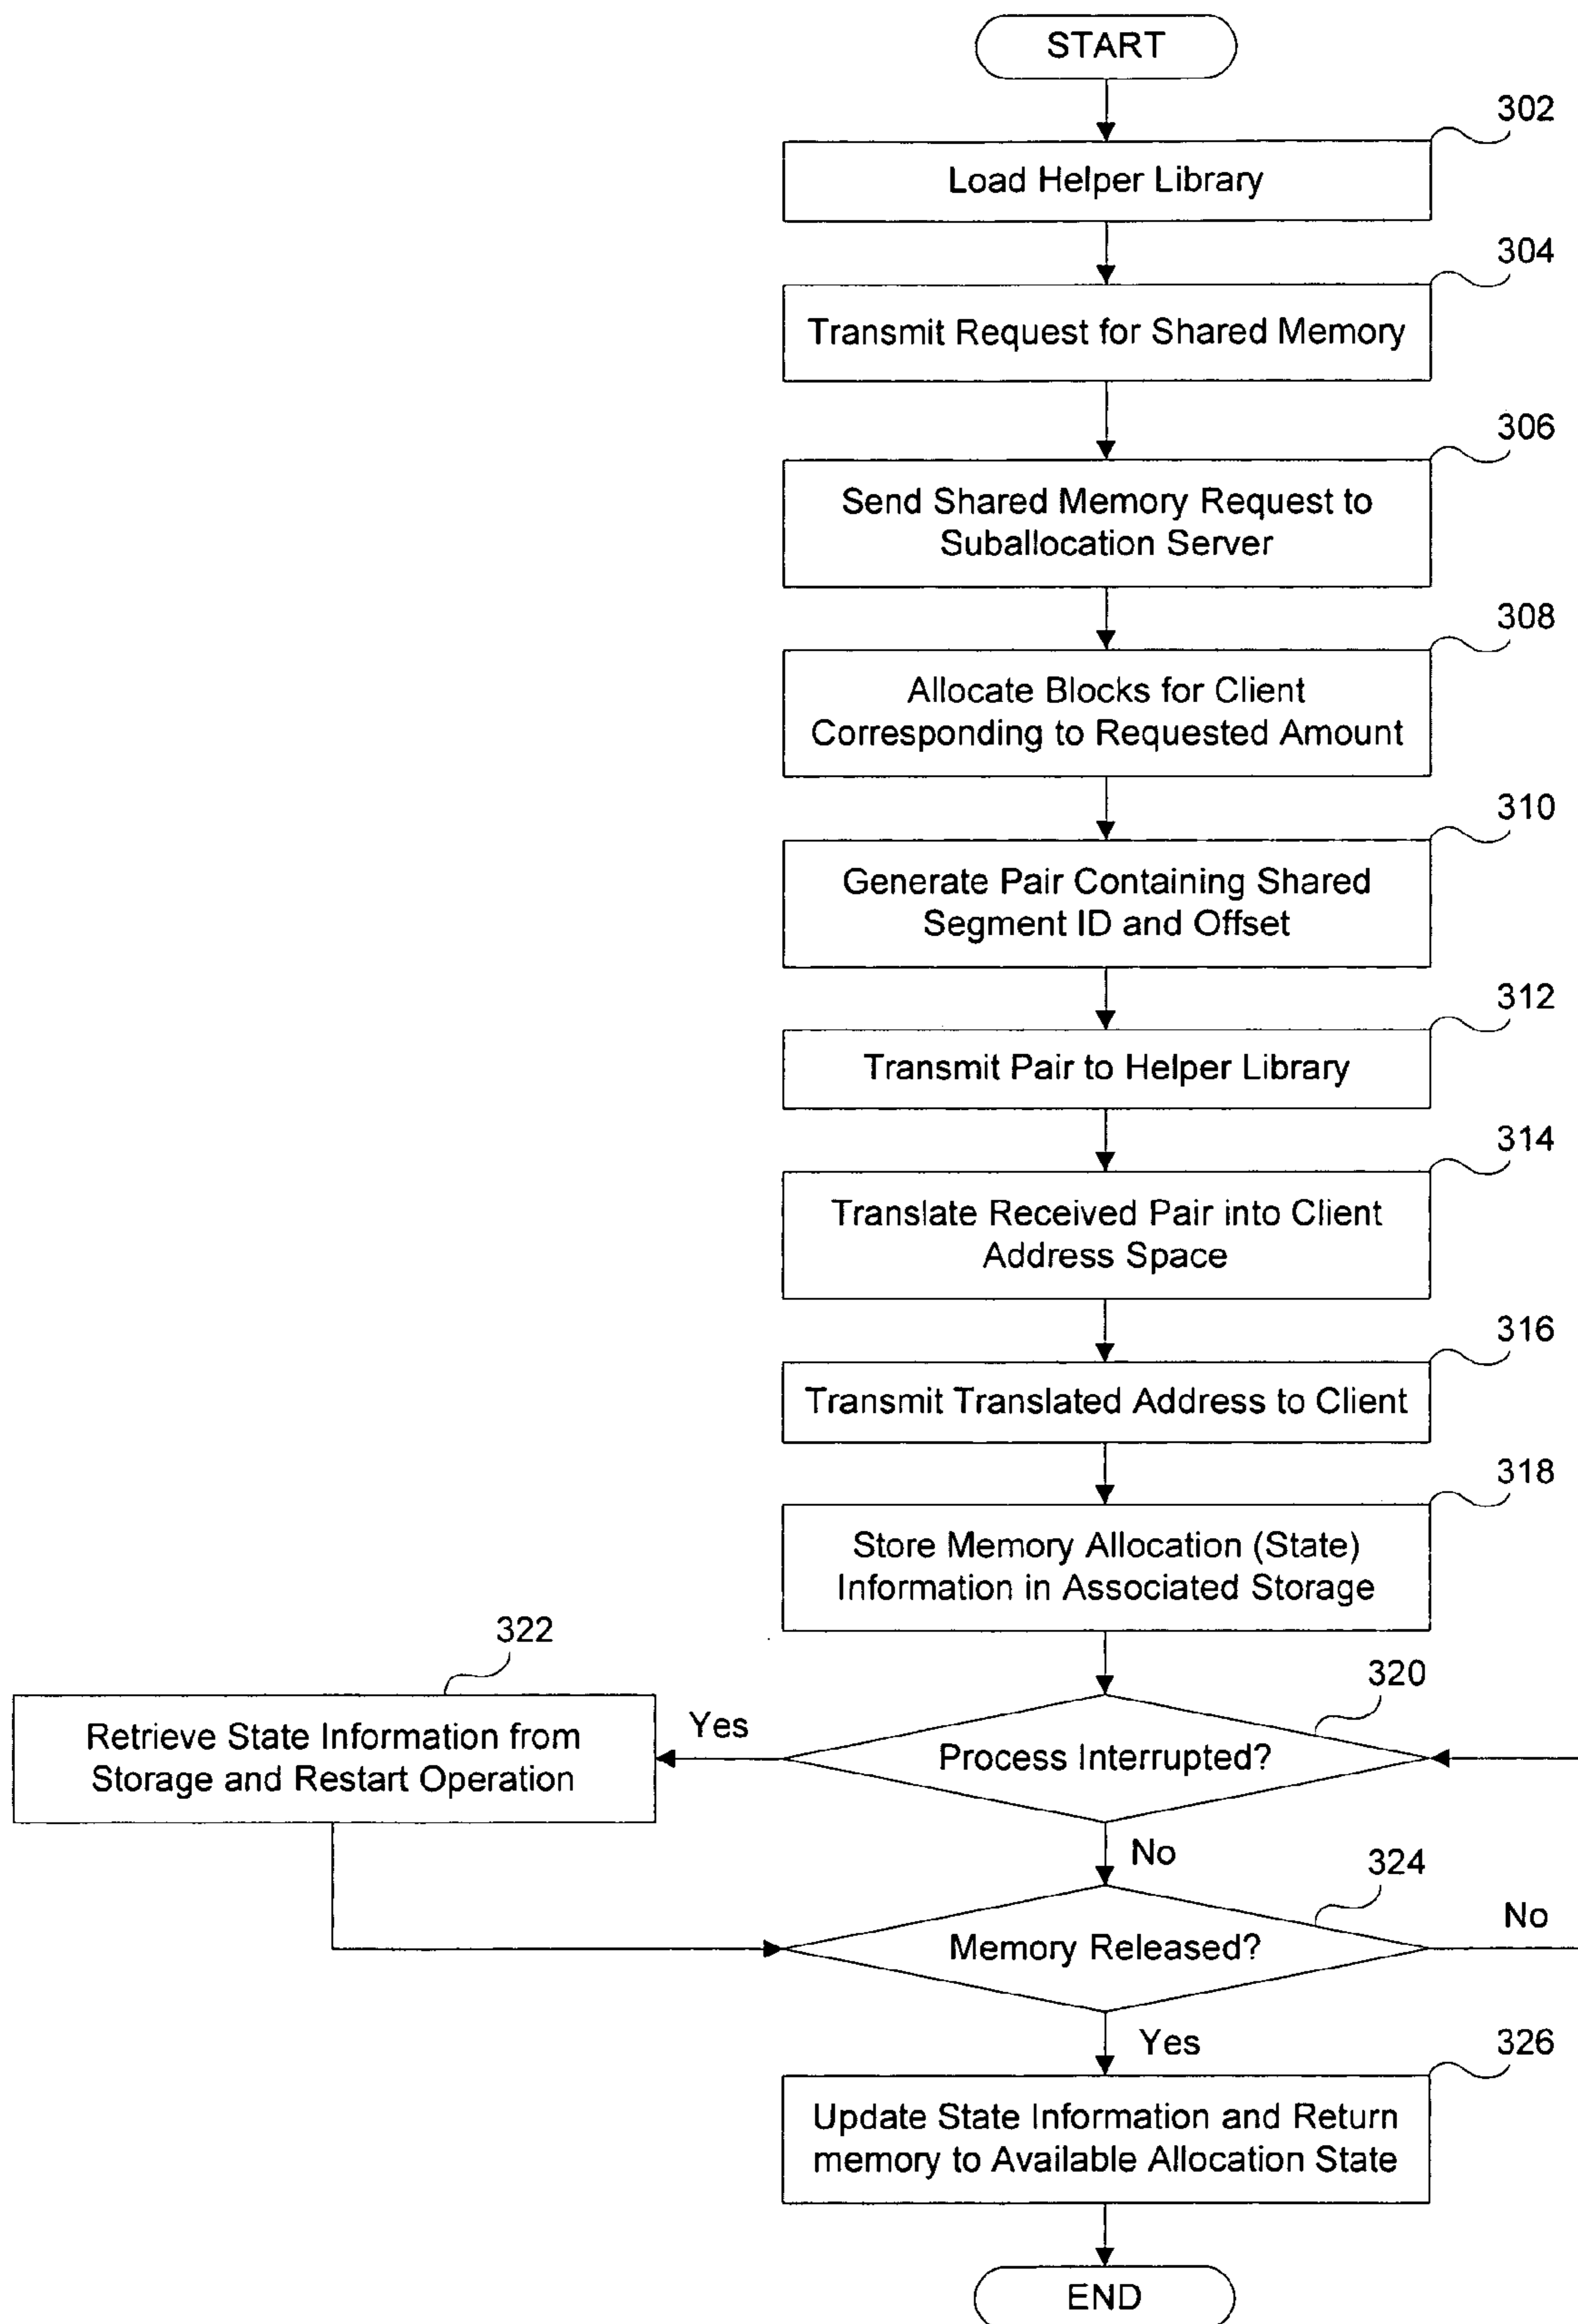 START
302
Load Helper Library
304
Transmit Request for Shared Memory
306
Send Shared Memory Request to
Suballocation Server
308
Allocate Blocks for Client
Corresponding to Requested Amount
310
Generate Pair Containing Shared
Segment ID and Offset
312
Transmit Pair to Helper Library
314
Translate Received Pair into Client
Address Space
316
Transmit Translated Address to Client
318
Store Memory Allocation (State)
Information in Associated Storage
322
Retrieve State Information from
Storage and Restart Operation
Yes
320
Process Interrupted?
No
324
Memory Released?
No
Yes
326
Update State Information and Return
memory to Available Allocation State
END